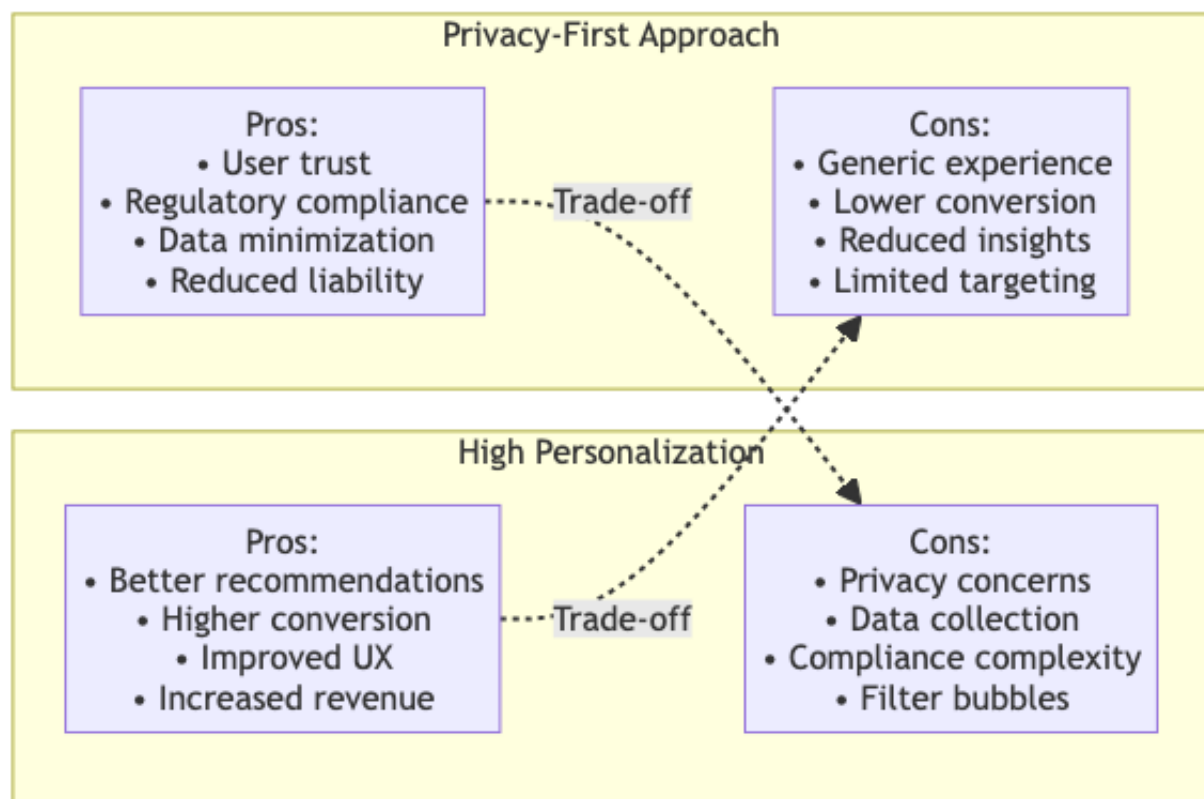 Privacy-First Approach
Pros:
• User trust
• Regulatory compliance
• Data minimization
• Reduced liability
Trade-off
Cons:
• Generic experience
• Lower conversion
• Reduced insights
• Limited targeting
High Personalization
Pros:
• Better recommendations
• Higher conversion
• Improved UX
• Increased revenue
Trade-off
Cons:
• Privacy concerns
• Data collection
• Compliance complexity
• Filter bubbles